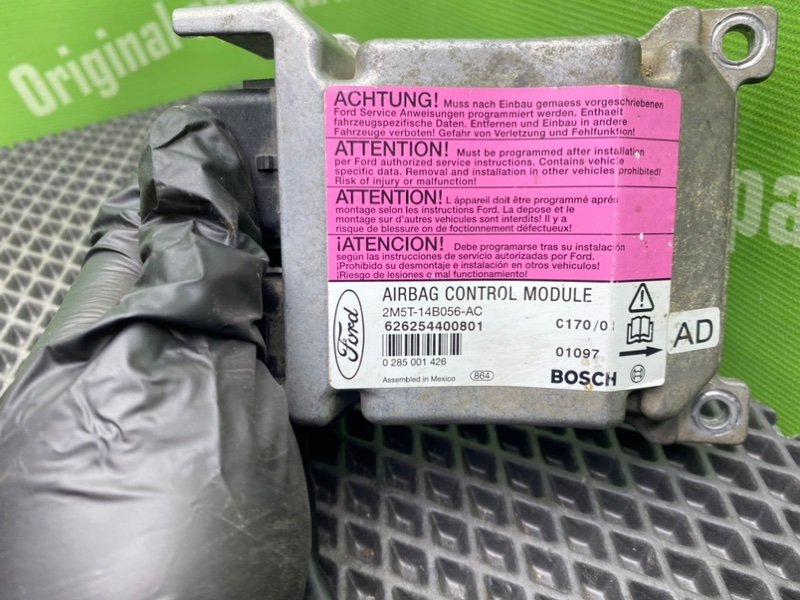 Original
ACHTUNG! Muss nach Einbau gemaess vorgeschriebenen
Ford Service Anweisungen programmiert werden. Enthaelt
fahrzeugspezifische Daten. Entfernen und Einbau in andere
Fahrzeuge verboten! Gefahr von Verletzung und Fehlfunktion!
ATTENTION! Must be programmed after installation
per Ford authorized service instructions. Contains vehicle
specific data. Removal and installation in other vehicles prohibited!
Risk of injury or malfunction!
ATTENTION! L áppareil doit être programmé aprés
montage selon les instructions Ford. La depose et le
montage sur d'autres vehicules sont interdits! Il y a
risque de blessure on de foctionnement défectueux!
¡ATENCION! Debe programarse tras su instalación
según las instrucciones de servicio autorizadas por Ford.
¡Prohibido su desmontaje e instalación en otros vehiculos!
¡Riesgo de lesiones o mal functionamiento!
Ford
AIRBAG CONTROL MODULE
2M5T-14B056-AC
626254400801
C170/0
0 285 001 426
01097
AD
Assembled in Mexico
864
BOSCH